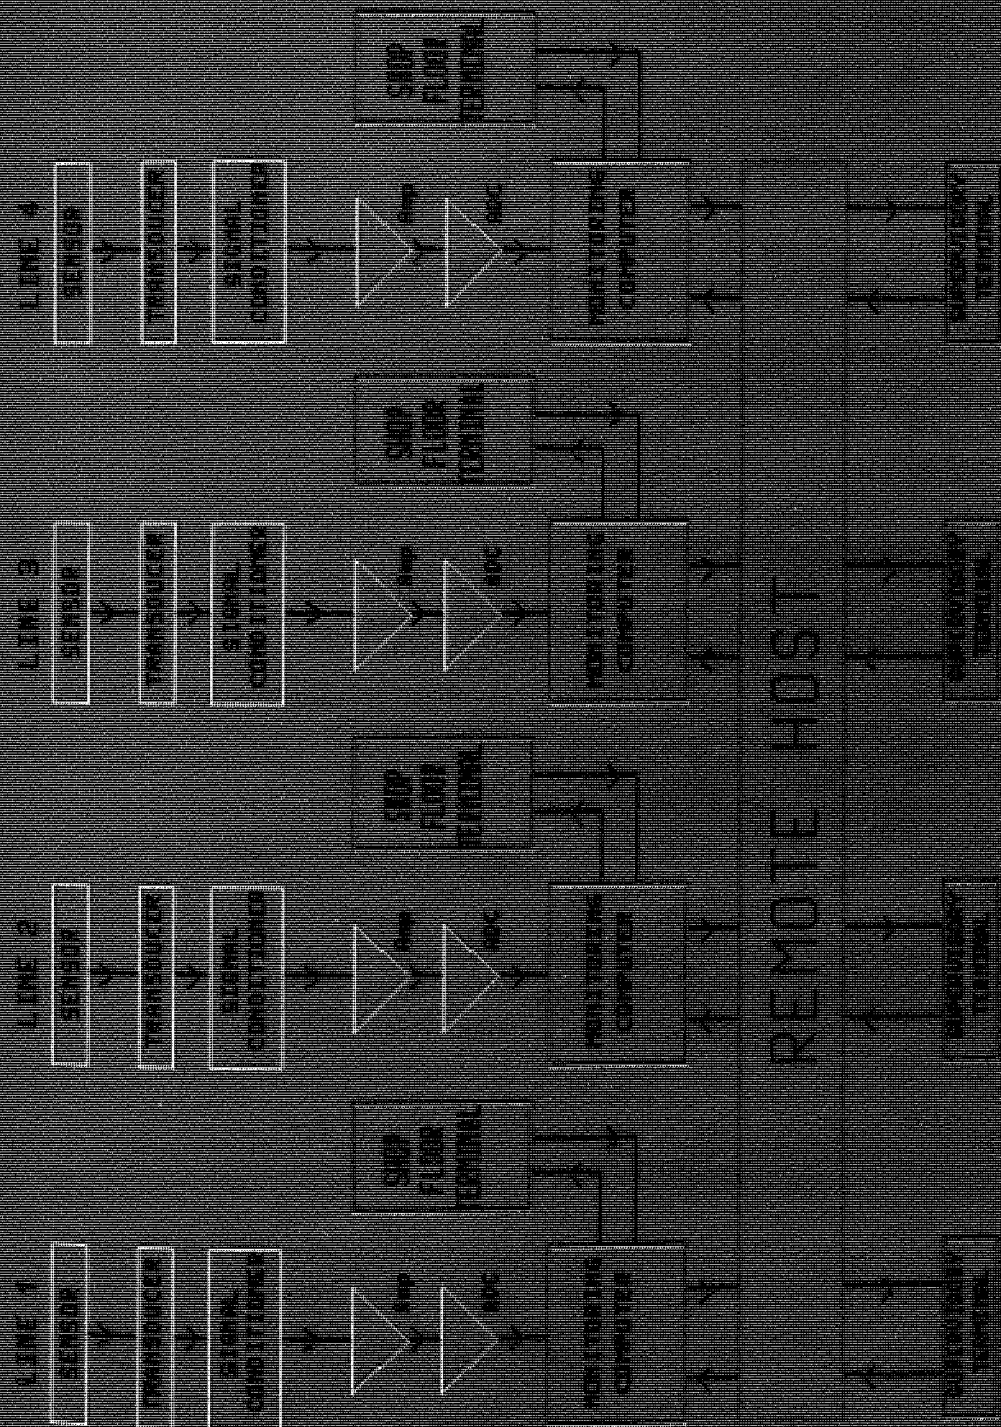 LINE 1
LINE 2
LINE 3
LINE 4
SENSOR
SENSOR
SENSOR
SENSOR
TRANSDUCER
TRANSDUCER
TRANSDUCER
TRANSDUCER
SIGNAL
CONDITIONER
SIGNAL
CONDITIONER
SIGNAL
CONDITIONER
SIGNAL
CONDITIONER
Amp
Amp
Amp
Amp
SHOP
FLOOR
TERMINAL
SHOP
FLOOR
TERMINAL
SHOP
FLOOR
TERMINAL
SHOP
FLOOR
TERMINAL
ADC
ADC
ADC
ADC
MONITORING
COMPUTER
MONITORING
COMPUTER
MONITORING
COMPUTER
MONITORING
COMPUTER
REMOTE HOST
SUPERVISORY
TERMINAL
SUPERVISORY
TERMINAL
SUPERVISORY
TERMINAL
SUPERVISORY
TERMINAL